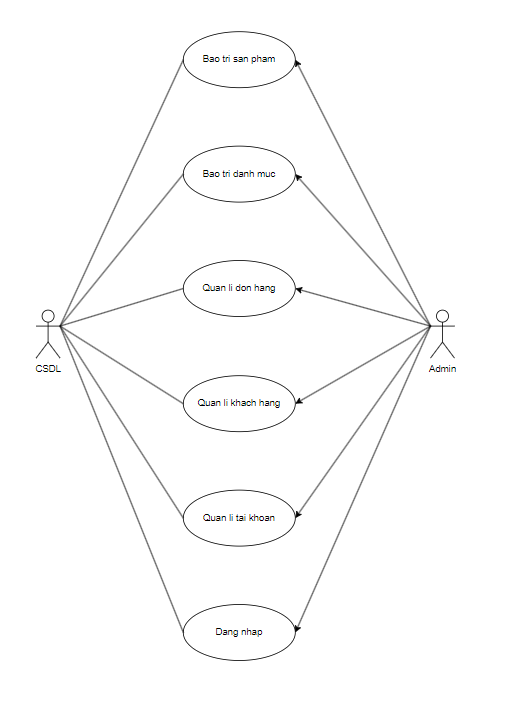 Bao tri san pham
Bao tri danh muc
Quan li don hang
CSDL
Admin
Quan li khach hang
Quan li tai khoan
Dang nhap